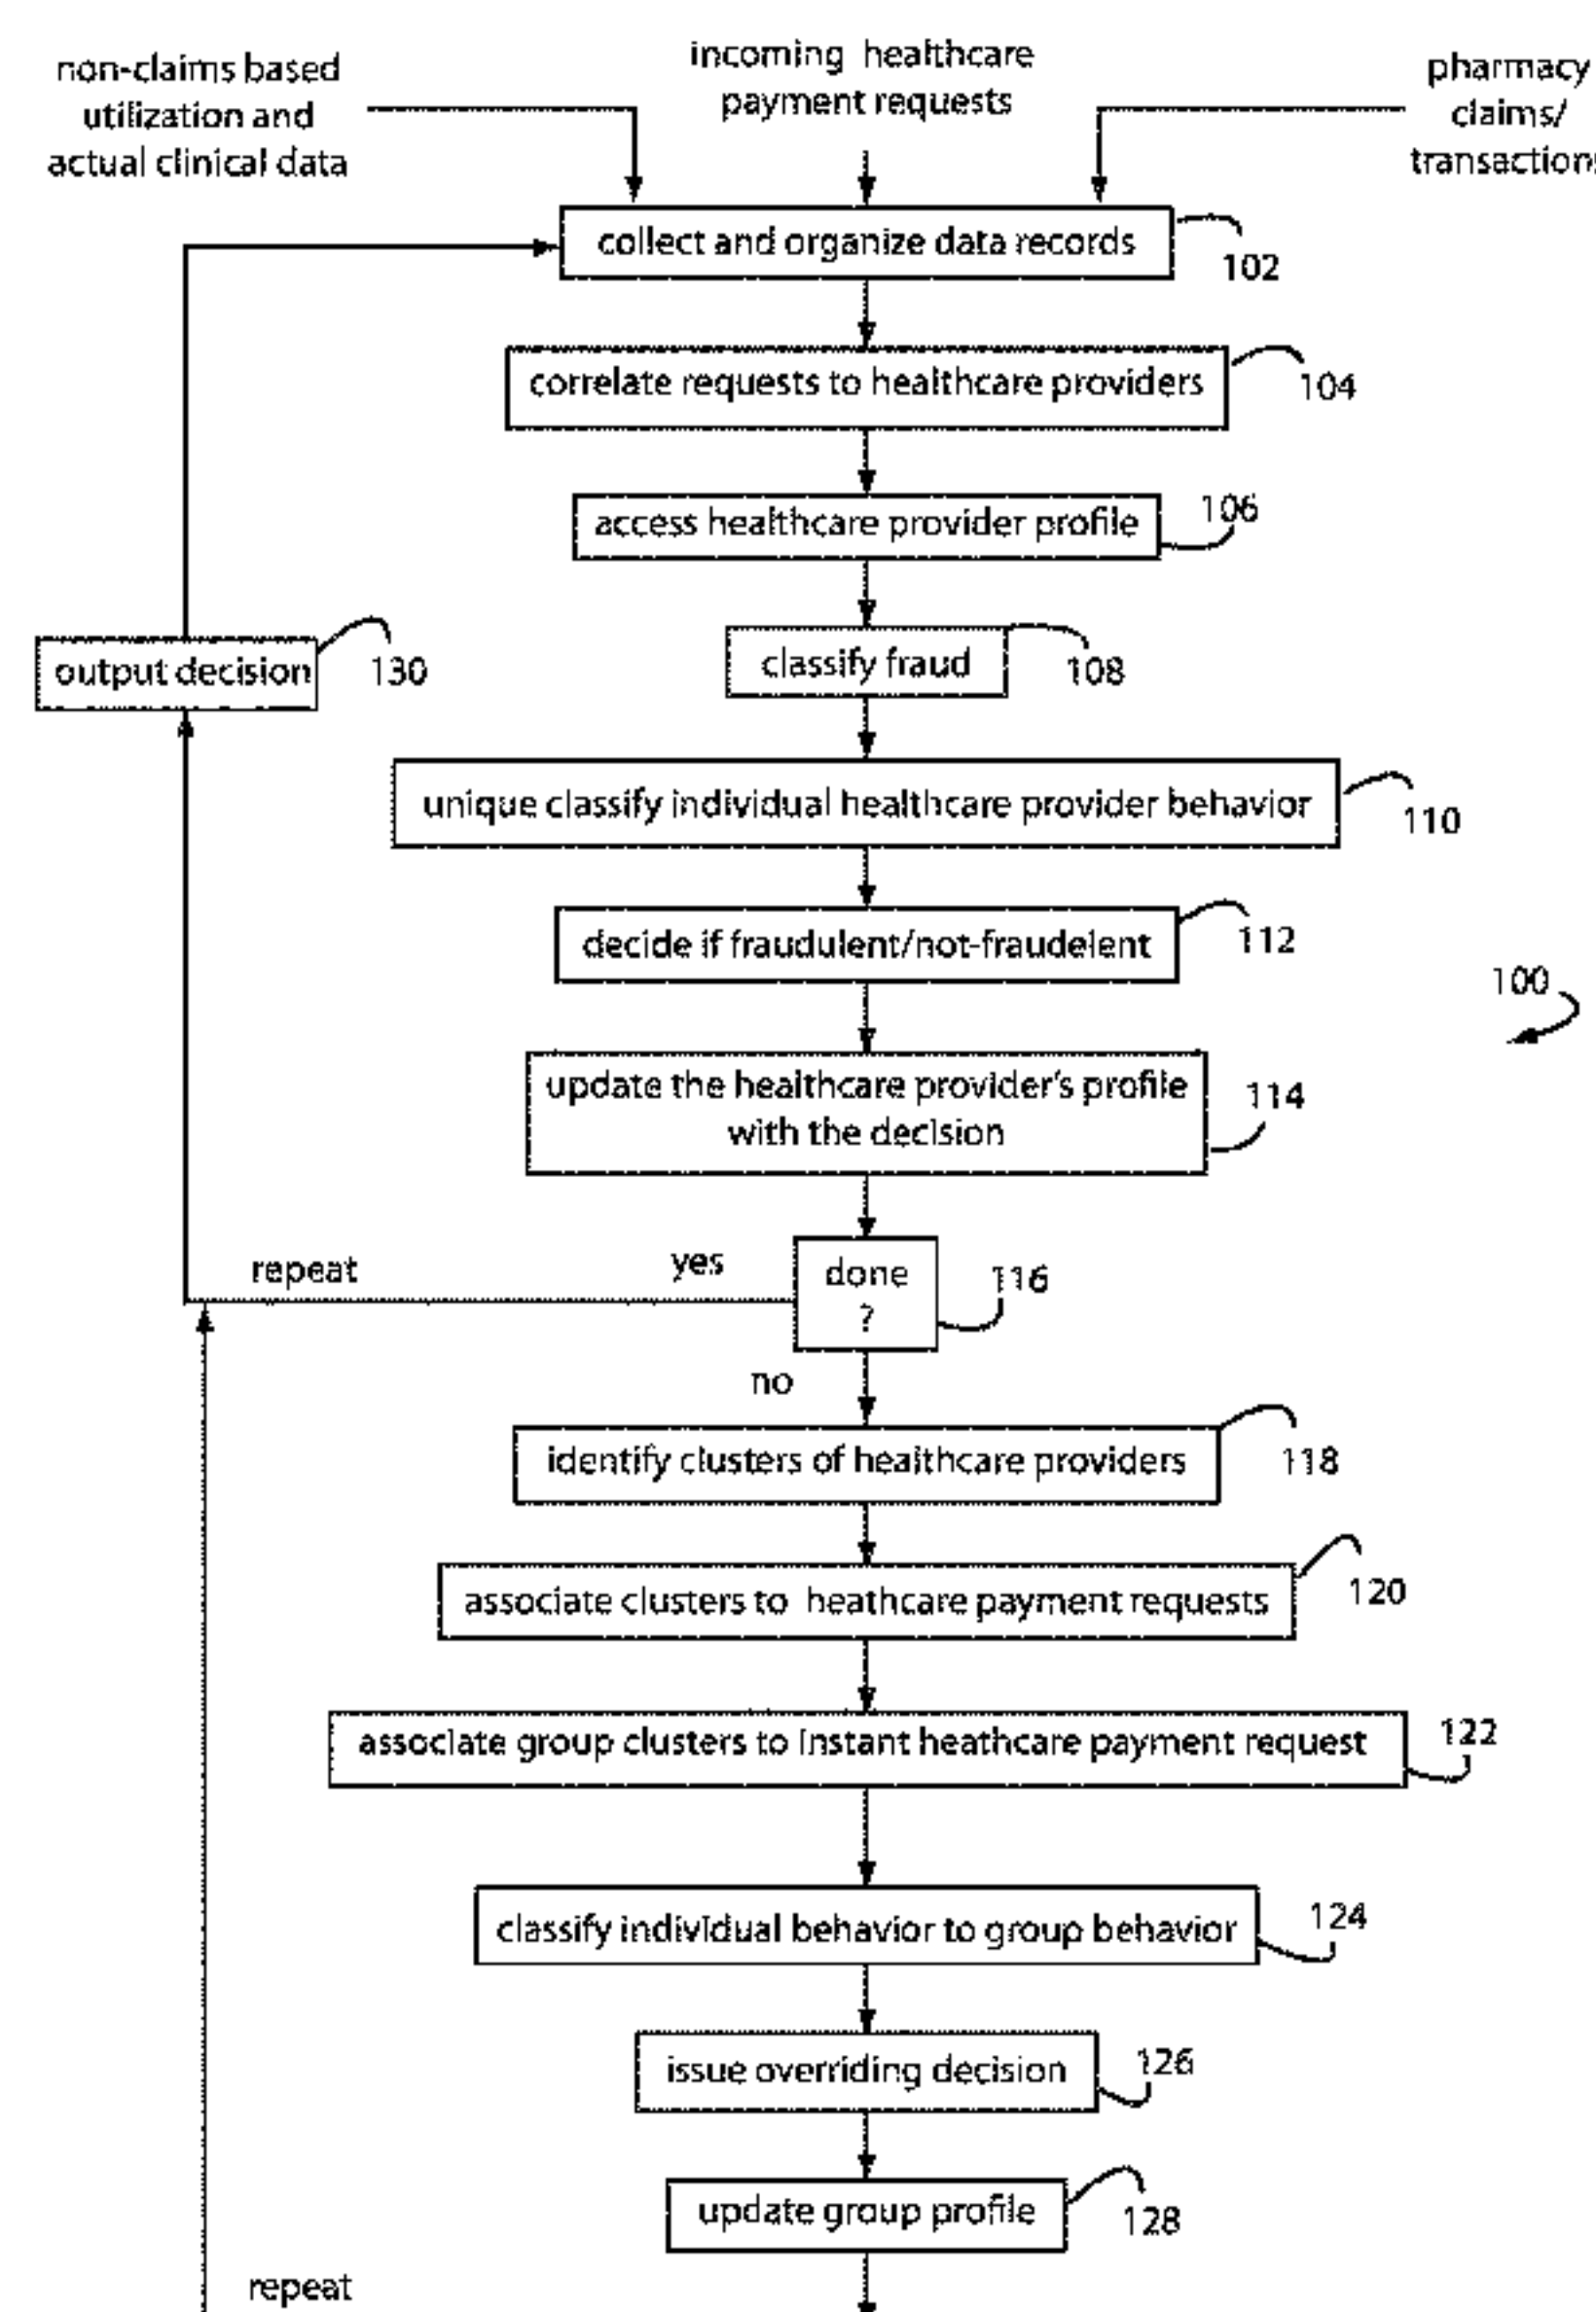 non-claims based
utilization and
actual clinical data
incoming healthcare
payment requests
pharmacy
claims/
transactions
collect and organize data records
102
correlate requests to healthcare providers
104
access healthcare provider profile
106
classify fraud
108
output decision
130
unique classify individual healthcare provider behavior
110
decide if fraudulent/not-fraudelent
112
100
update the healthcare provider's profile
with the decision
114
repeat
yes
done
?
116
no
identify clusters of healthcare providers
118
associate clusters to heathcare payment requests
120
associate group clusters to instant heathcare payment request
122
classify individual behavior to group behavior
124
issue overriding decision
126
update group profile
128
repeat